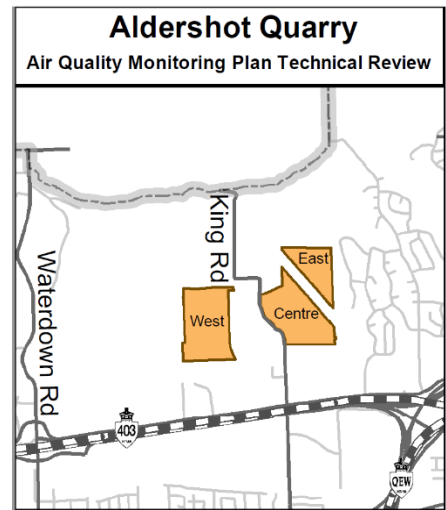 Aldershot Quarry
Air Quality Monitoring Plan Technical Review
King Rd
Waterdown Rd
East
West
Centre
403
QEW